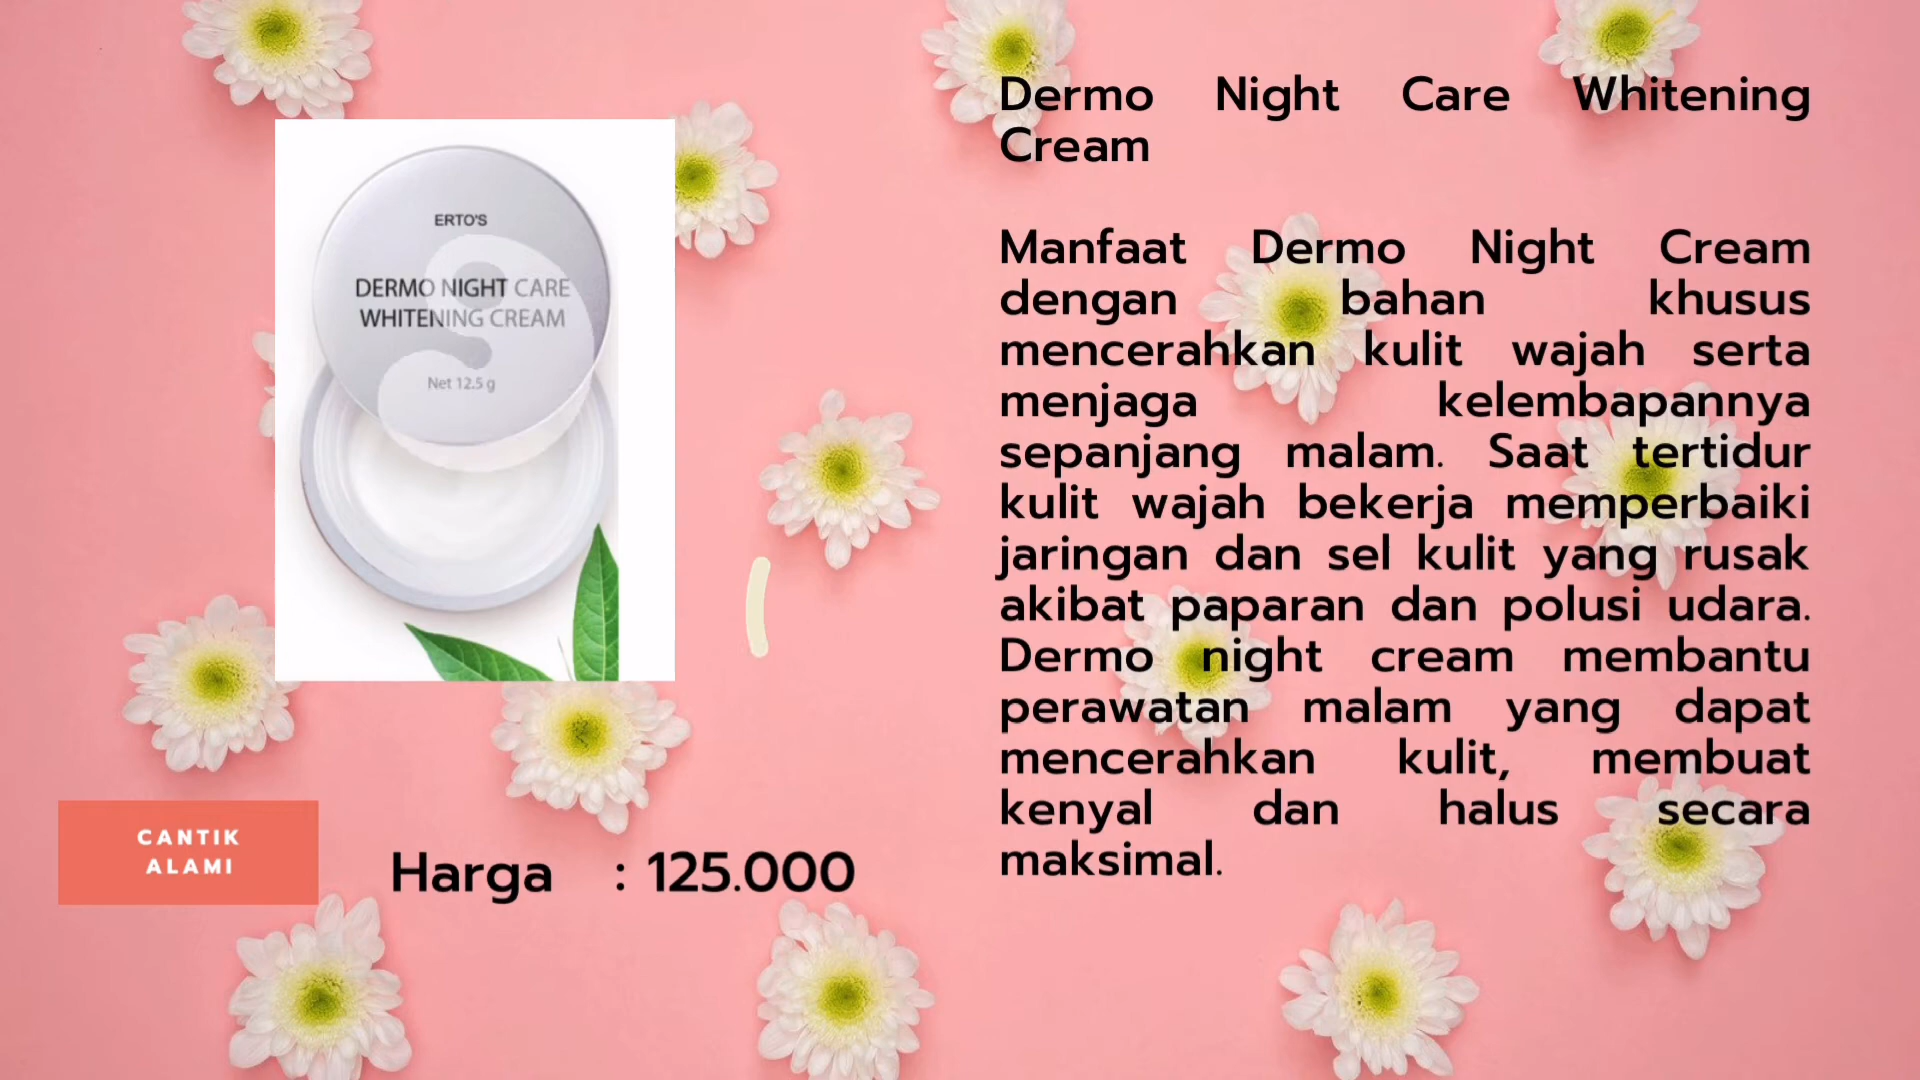 Dermo Night Care Whitening
Cream
Manfaat Dermo Night Cream
dengan bahan khusus
mencerahkan kulit wajah serta
menjaga kelembapannya
sepanjang malam. Saat tertidur
kulit wajah bekerja memperbaiki
jaringan dan sel kulit yang rusak
akibat paparan dan polusi udara.
Dermo night cream membantu
perawatan malam yang dapat
mencerahkan kulit, membuat
kenyal dan halus secara
maksimal.
ERTO'S
DERMO NIGHT CARE
WHITENING CREAM
Net 12.5 g
CANTIK
ALAMI
Harga : 125.000